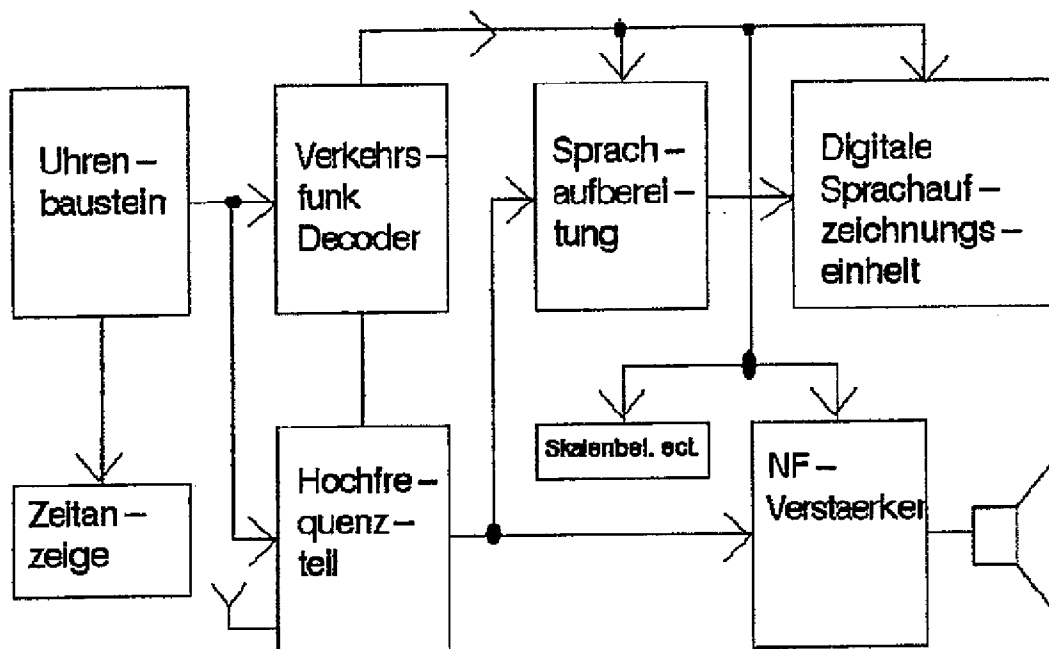 Uhren–
baustein
Verkehrs–
funk
Decoder
Sprach–
aufberei–
tung
Digitale
Sprachauf–
zeichnungs–
einheit
Zeitan–
zeige
Hochfre–
quenz–
teil
Skalenbel. ect.
NF–
Verstaerker